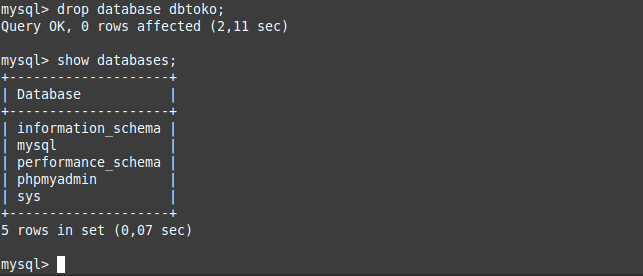 mysql> drop database dbtoko;
Query OK, 0 rows affected (2,11 sec)

mysql> show databases;
+--------------------+
| Database           |
+--------------------+
| information_schema |
| mysql              |
| performance_schema |
| phpmyadmin         |
| sys                |
+--------------------+
5 rows in set (0,07 sec)

mysql>